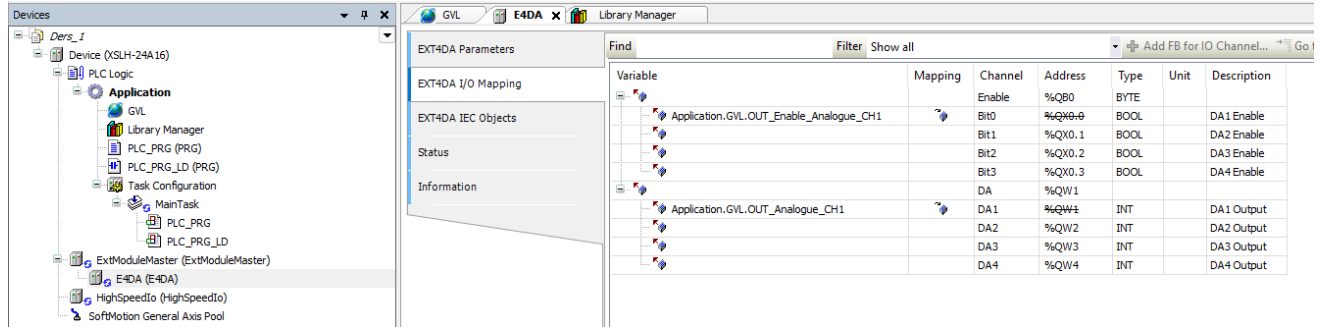 Devices
Ders_1
Device (XSLH-24A16)
PLC Logic
Application
GVL
Library Manager
PLC_PRG (PRG)
PLC_PRG_LD (PRG)
Task Configuration
MainTask
PLC_PRG
PLC_PRG_LD
ExtModuleMaster (ExtModuleMaster)
E4DA (E4DA)
HighSpeedIo (HighSpeedIo)
SoftMotion General Axis Pool
GVL E4DA Library Manager
EXT4DA Parameters
EXT4DA I/O Mapping
EXT4DA IEC Objects
Status
Information
Find Filter Show all Add FB for IO Channel... Go t
Variable Mapping Channel Address Type Unit Description
Enable %QB0 BYTE
Application.GVL.OUT_Enable_Analogue_CH1 Bit0 %QX0.0 BOOL DA1 Enable
Bit1 %QX0.1 BOOL DA2 Enable
Bit2 %QX0.2 BOOL DA3 Enable
Bit3 %QX0.3 BOOL DA4 Enable
DA %QW1
Application.GVL.OUT_Analogue_CH1 DA1 %QW1 INT DA1 Output
DA2 %QW2 INT DA2 Output
DA3 %QW3 INT DA3 Output
DA4 %QW4 INT DA4 Output